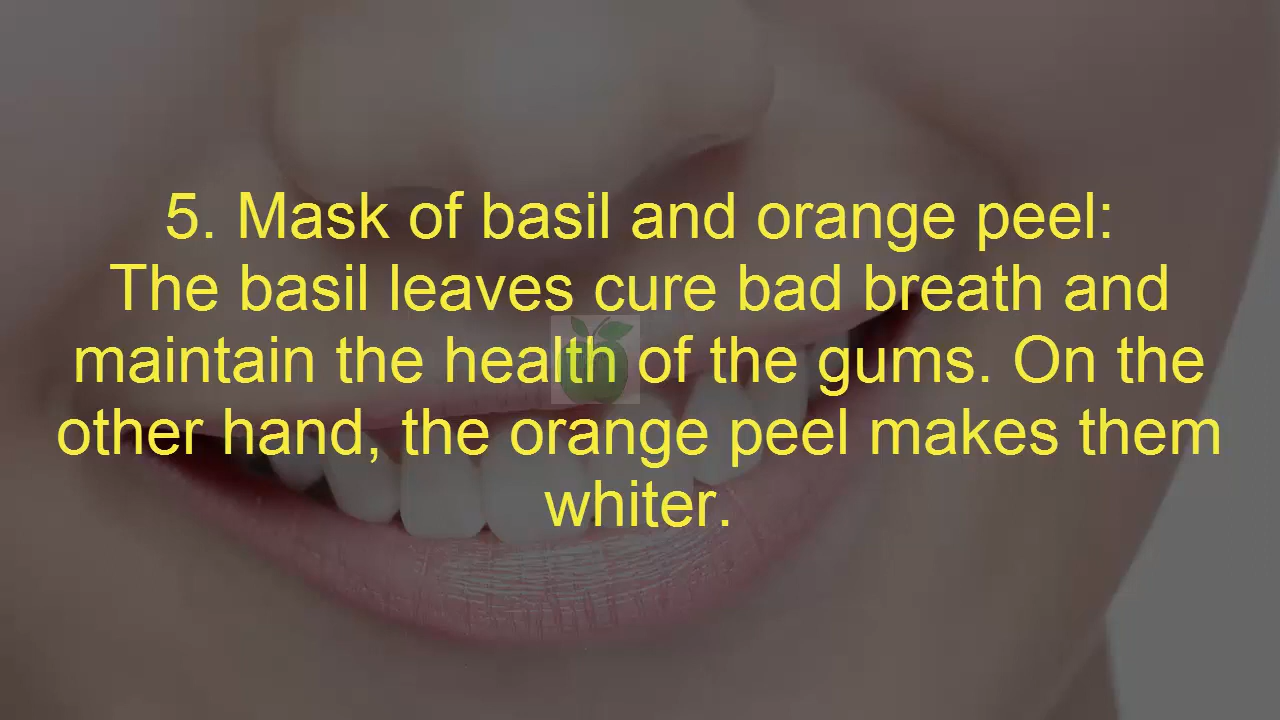 5. Mask of basil and orange peel:
The basil leaves cure bad breath and
maintain the health of the gums. On the
other hand, the orange peel makes them
whiter.